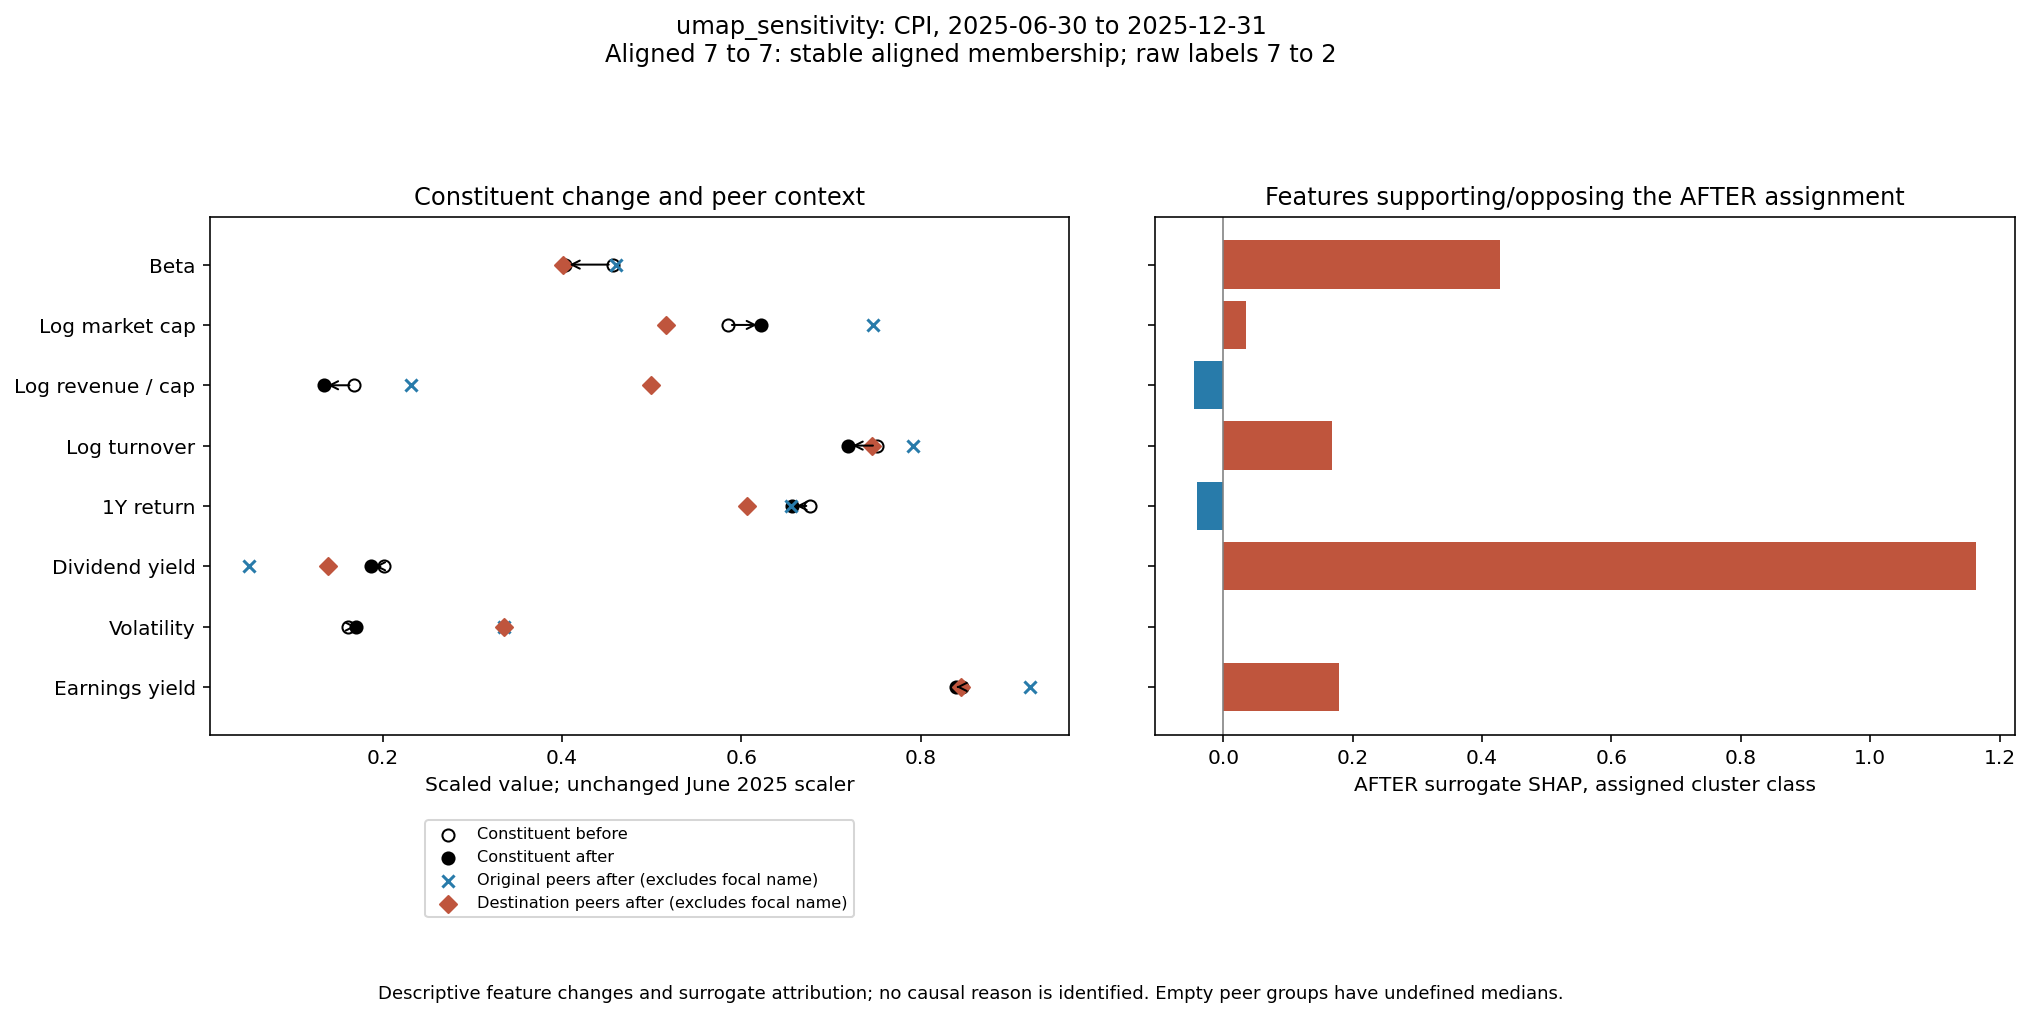 umap_sensitivity: CPI, 2025-06-30 to 2025-12-31
Aligned 7 to 7: stable aligned membership; raw labels 7 to 2
Constituent change and peer context
Beta
Log market cap
Log revenue / cap
Log turnover
1Y return
Dividend yield
Volatility
Earnings yield
0.2 0.4 0.6 0.8
Scaled value; unchanged June 2025 scaler
Constituent before
Constituent after
Original peers after (excludes focal name)
Destination peers after (excludes focal name)
Features supporting/opposing the AFTER assignment
0.0 0.2 0.4 0.6 0.8 1.0 1.2
AFTER surrogate SHAP, assigned cluster class
Descriptive feature changes and surrogate attribution; no causal reason is identified. Empty peer groups have undefined medians.